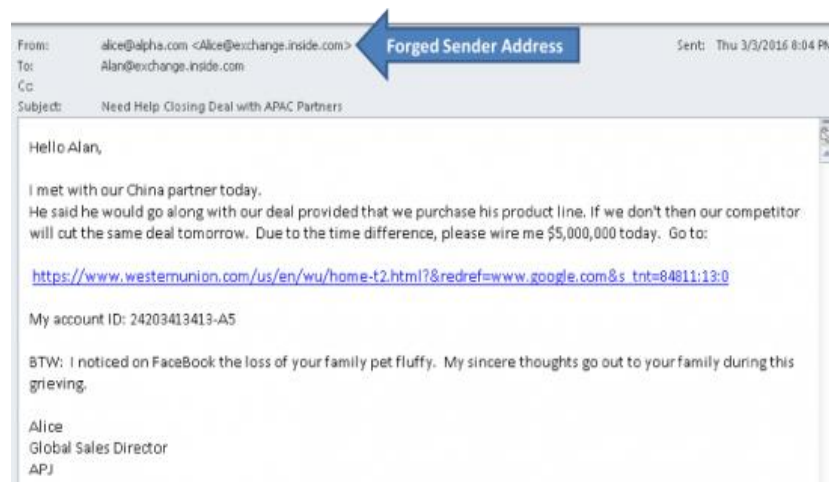 From: alice@alpha.com <Alice@exchange.inside.com> Forged Sender Address Sent: Thu 3/3/2016 8:04 PM
To: Alan@exchange.inside.com
Cc
Subject: Need Help Closing Deal with APAC Partners
Hello Alan,
I met with our China partner today.
He said he would go along with our deal provided that we purchase his product line. If we don't then our competitor
will cut the same deal tomorrow. Due to the time difference, please wire me $5,000,000 today. Go to:
https://www.westernunion.com/us/en/wu/home-t2.html?&redref=www.google.com&s_tnt=84811:13:0
My account ID: 24203413413-A5
BTW: I noticed on FaceBook the loss of your family pet fluffy. My sincere thoughts go out to your family during this
grieving.
Alice
Global Sales Director
APJ